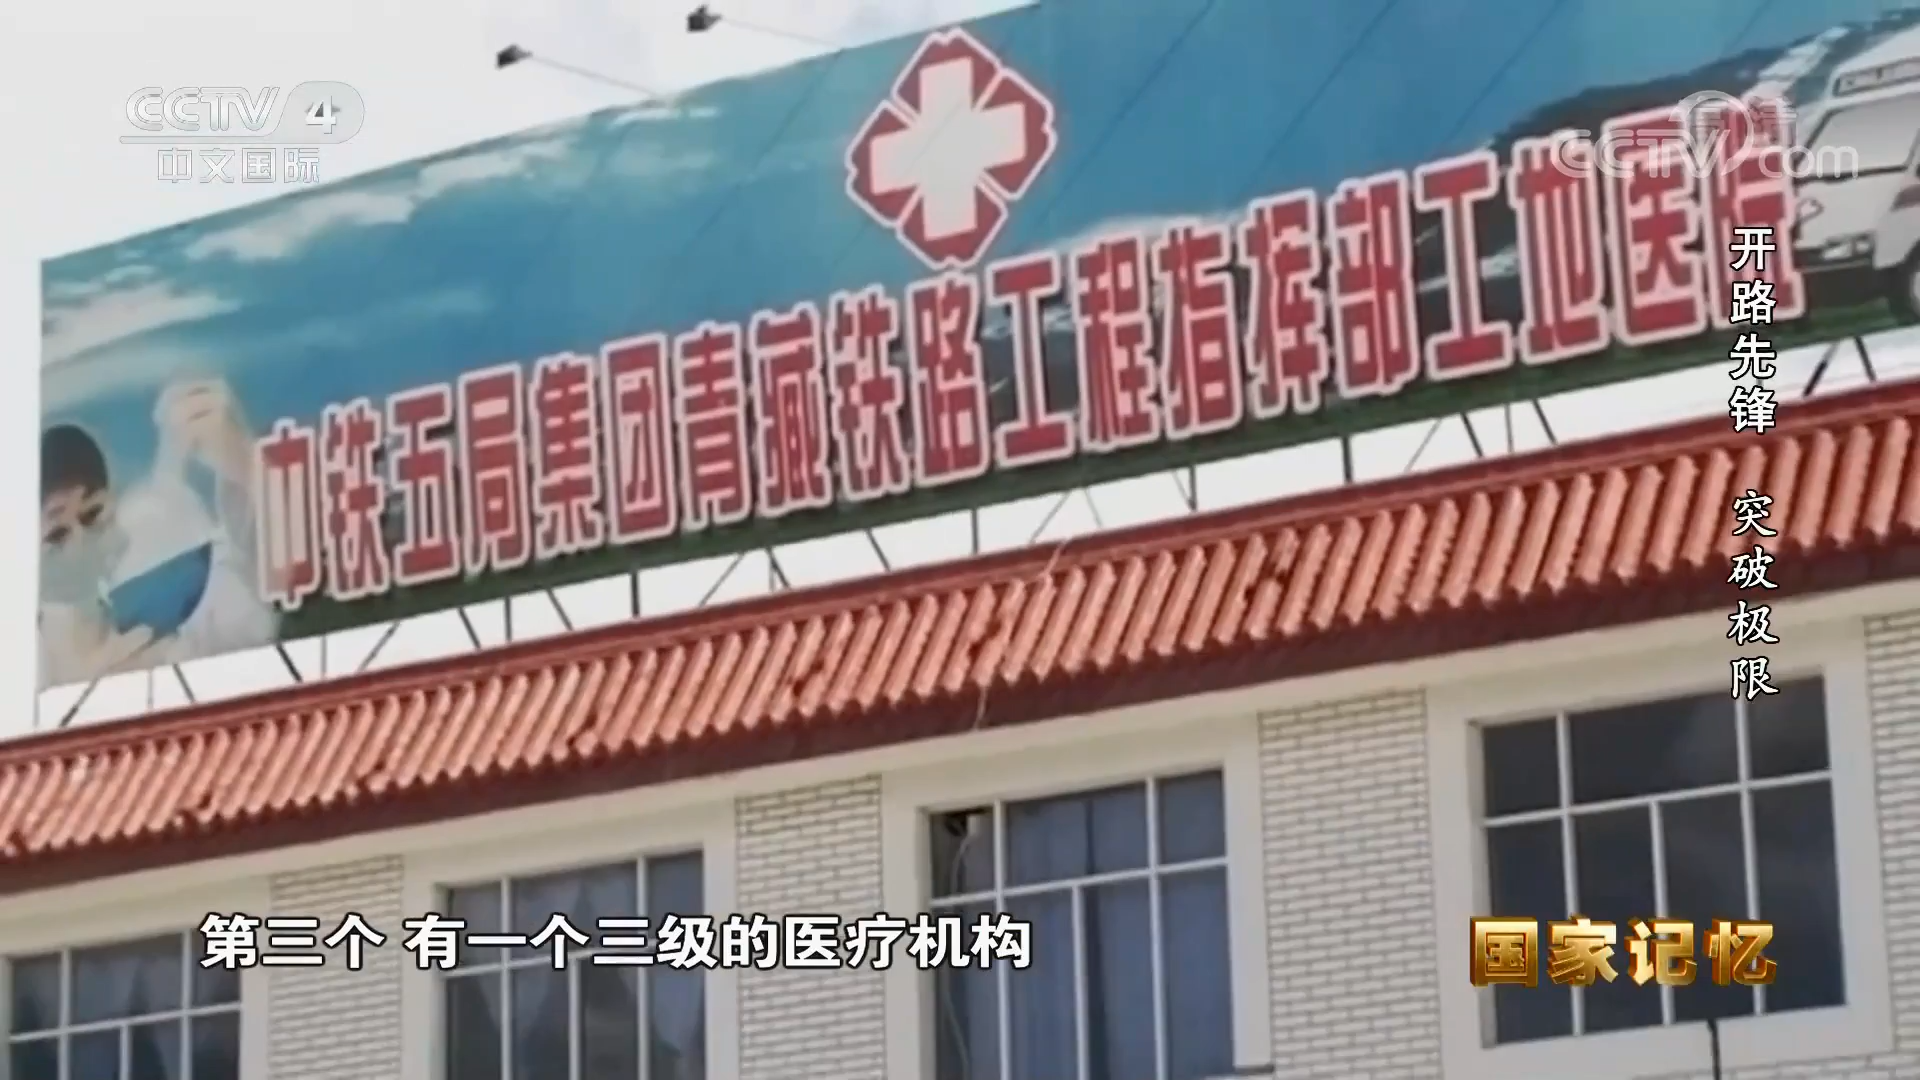 CCTV 4
中文国际
高清
CCTV.com
中铁五局集团青藏铁路工程指挥部工地医院
开路先锋 突破极限
第三个 有一个三级的医疗机构
国家记忆